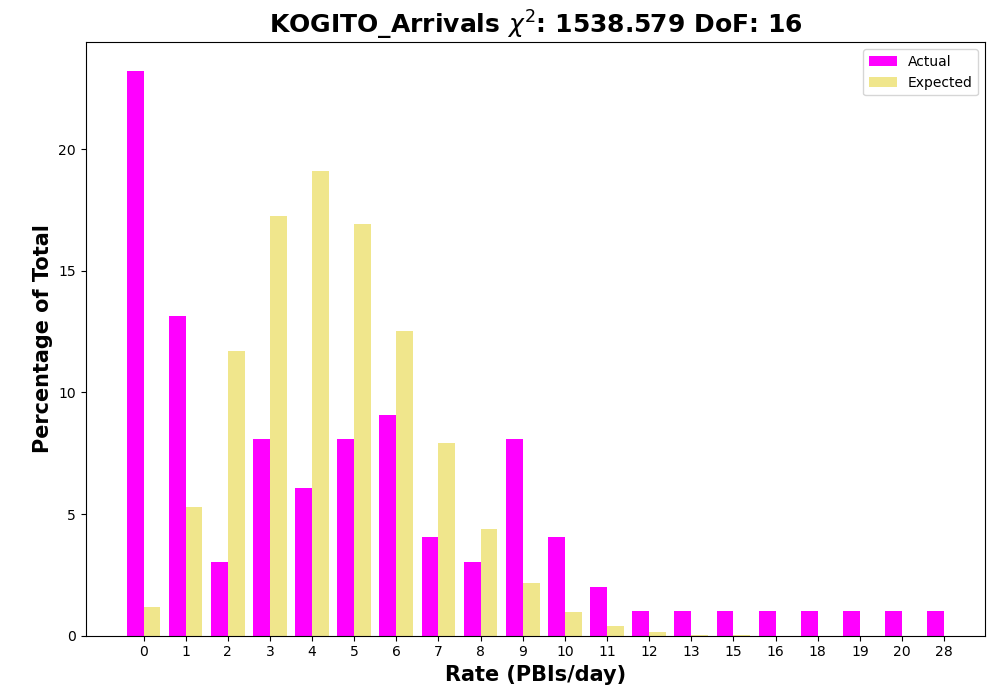 KOGITO_Arrivals χ²: 1538.579 DoF: 16
Actual
Expected
Percentage of Total
20
15
10
5
0
0 1 2 3 4 5 6 7 8 9 10 11 12 13 15 16 18 19 20 28
Rate (PBIs/day)